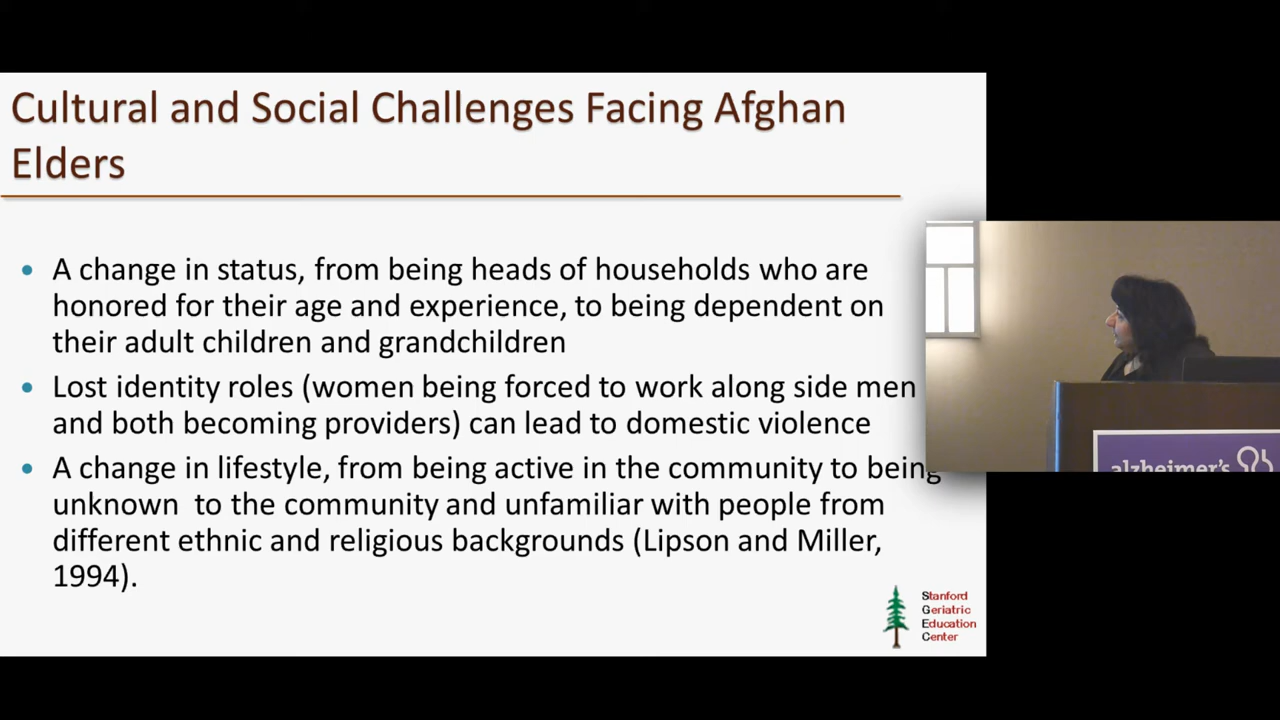 Cultural and Social Challenges Facing Afghan
Elders
• A change in status, from being heads of households who are
honored for their age and experience, to being dependent on
their adult children and grandchildren
• Lost identity roles (women being forced to work along side men
and both becoming providers) can lead to domestic violence
• A change in lifestyle, from being active in the community to being
unknown  to the community and unfamiliar with people from
different ethnic and religious backgrounds (Lipson and Miller,
1994).
Stanford
Geriatric
Education
Center
alzheimer's